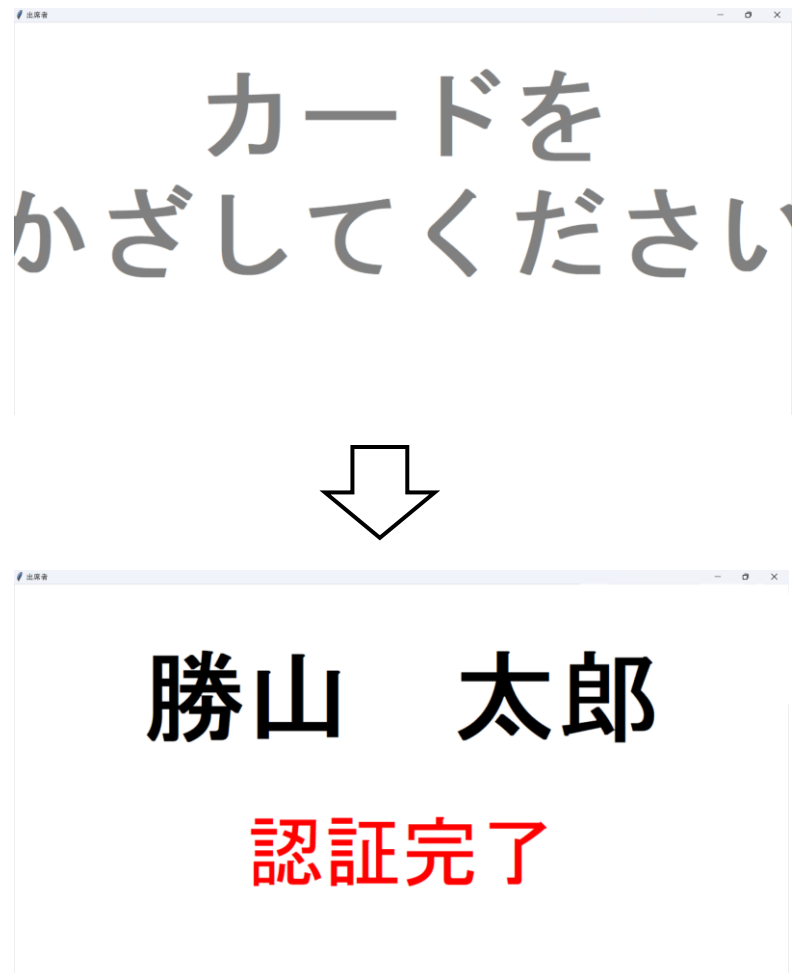 出席者
カードを
かざしてください
出席者
勝山　太郎
認証完了